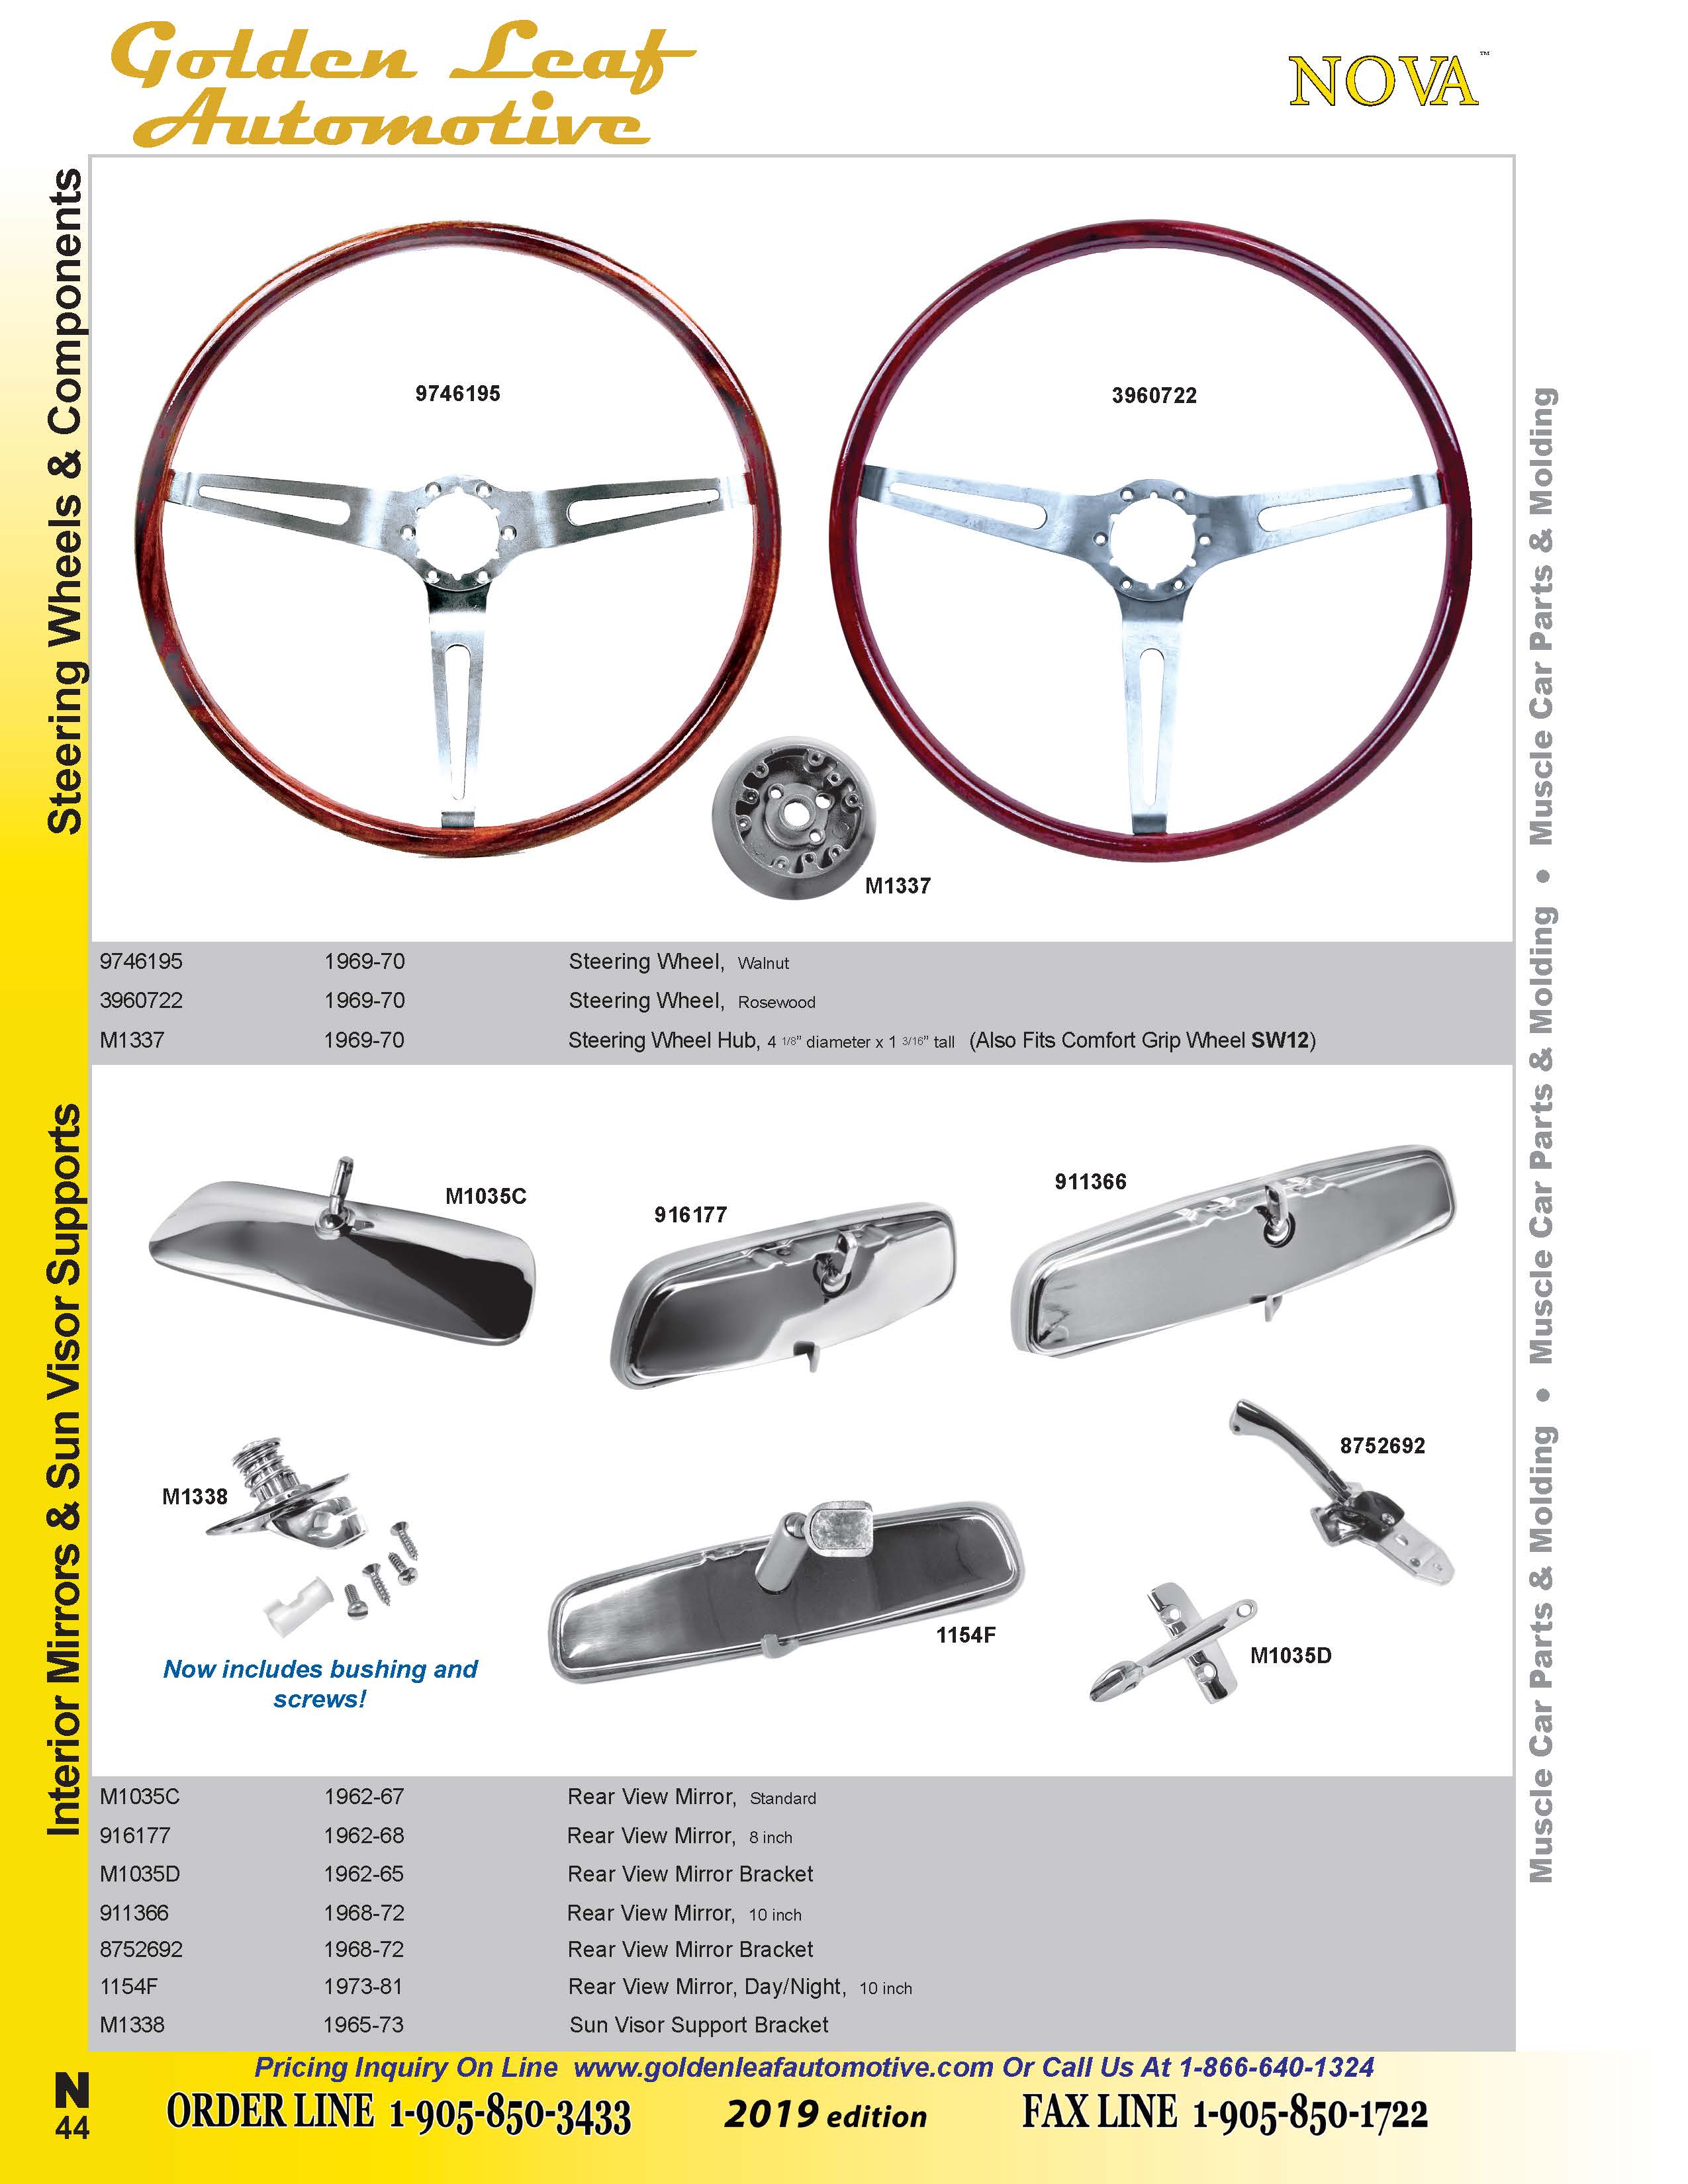 Golden Leaf
Automotive
NOVA™
Steering Wheels & Components
9746195
3960722
M1337
9746195 1969-70 Steering Wheel, Walnut
3960722 1969-70 Steering Wheel, Rosewood
M1337 1969-70 Steering Wheel Hub, 4 1/8” diameter x 1 3/16” tall (Also Fits Comfort Grip Wheel SW12)
Interior Mirrors & Sun Visor Supports
M1035C
916177
911366
M1338
8752692
1154F
M1035D
Now includes bushing and
screws!
M1035C 1962-67 Rear View Mirror, Standard
916177 1962-68 Rear View Mirror, 8 inch
M1035D 1962-65 Rear View Mirror Bracket
911366 1968-72 Rear View Mirror, 10 inch
8752692 1968-72 Rear View Mirror Bracket
1154F 1973-81 Rear View Mirror, Day/Night, 10 inch
M1338 1965-73 Sun Visor Support Bracket
Muscle Car Parts & Molding • Muscle Car Parts & Molding • Muscle Car Parts & Molding
Pricing Inquiry On Line www.goldenleafautomotive.com Or Call Us At 1-866-640-1324
N
44
ORDER LINE 1-905-850-3433 2019 edition FAX LINE 1-905-850-1722